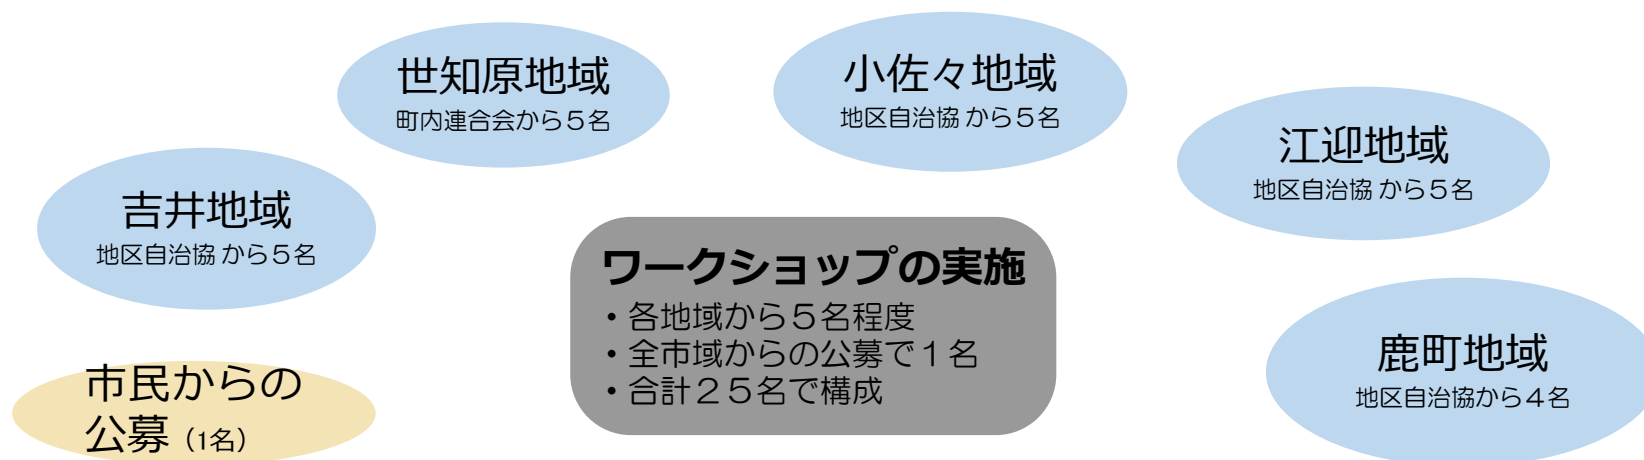 世知原地域
町内連合会から５名
小佐々地域
地区自治協 から５名
江迎地域
地区自治協 から５名
吉井地域
地区自治協 から５名
ワークショップの実施
・各地域から５名程度
・全市域からの公募で１名
・合計２５名で構成
鹿町地域
地区自治協から４名
市民からの
公募（1名）